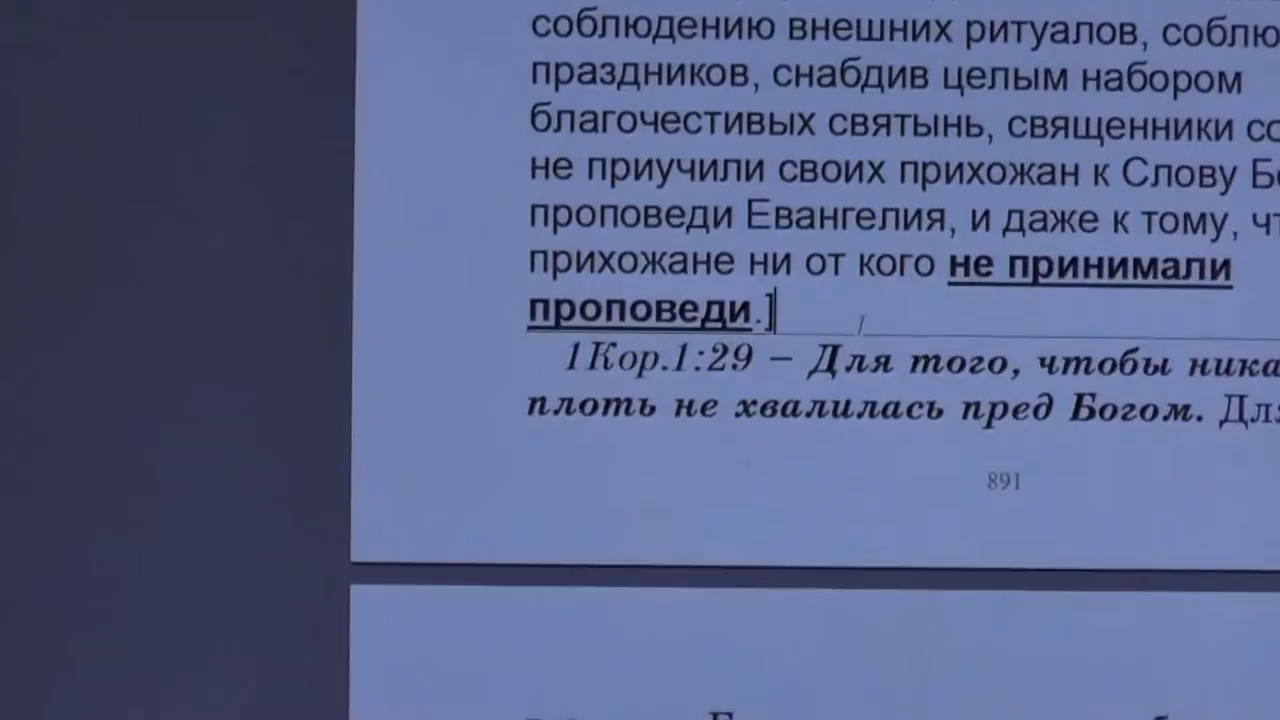 соблюдению внешних ритуалов,
праздников, снабдив целым набором
благочестивых святынь, священники
не приучили своих прихожан к Слову
проповеди Евангелия, и даже к тому,
прихожане ни от кого не принимали
проповеди.]
1Кор.1:29 – Для того, чтобы
плоть не хвалилась пред Богом.
891